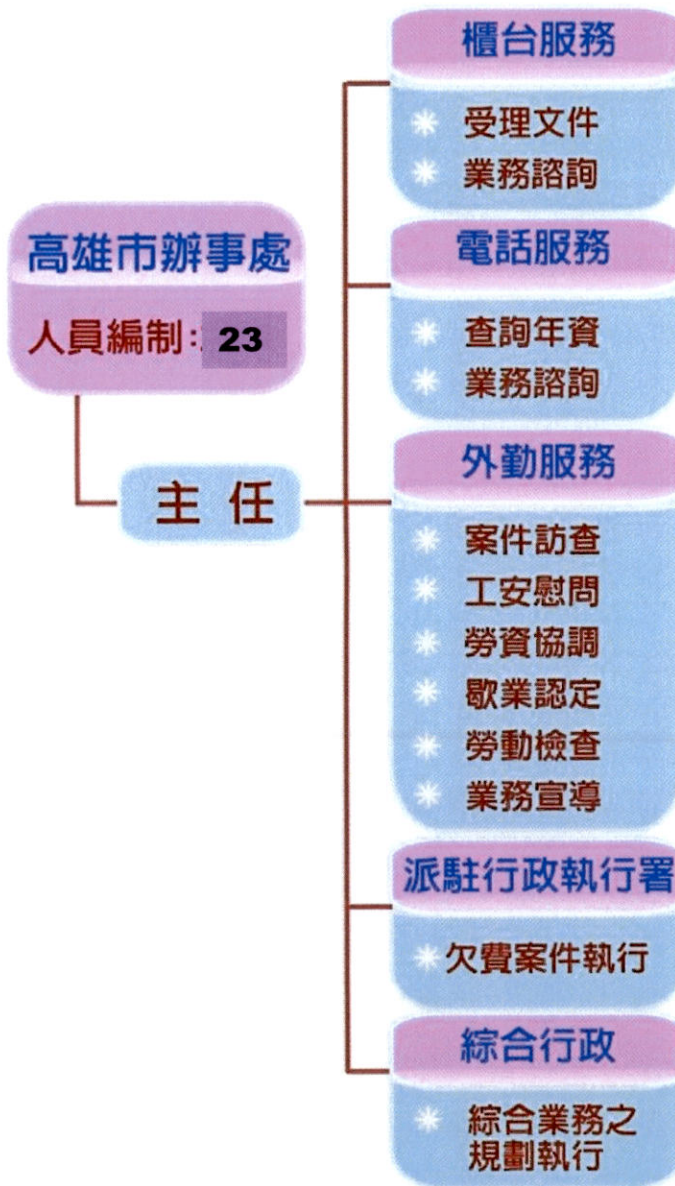 高雄市辦事處
人員編制: 23
主任
櫃台服務
受理文件
業務諮詢
電話服務
查詢年資
業務諮詢
外勤服務
案件訪查
工安慰問
勞資協調
歇業認定
勞動檢查
業務宣導
派駐行政執行署
欠費案件執行
綜合行政
綜合業務之
規劃執行